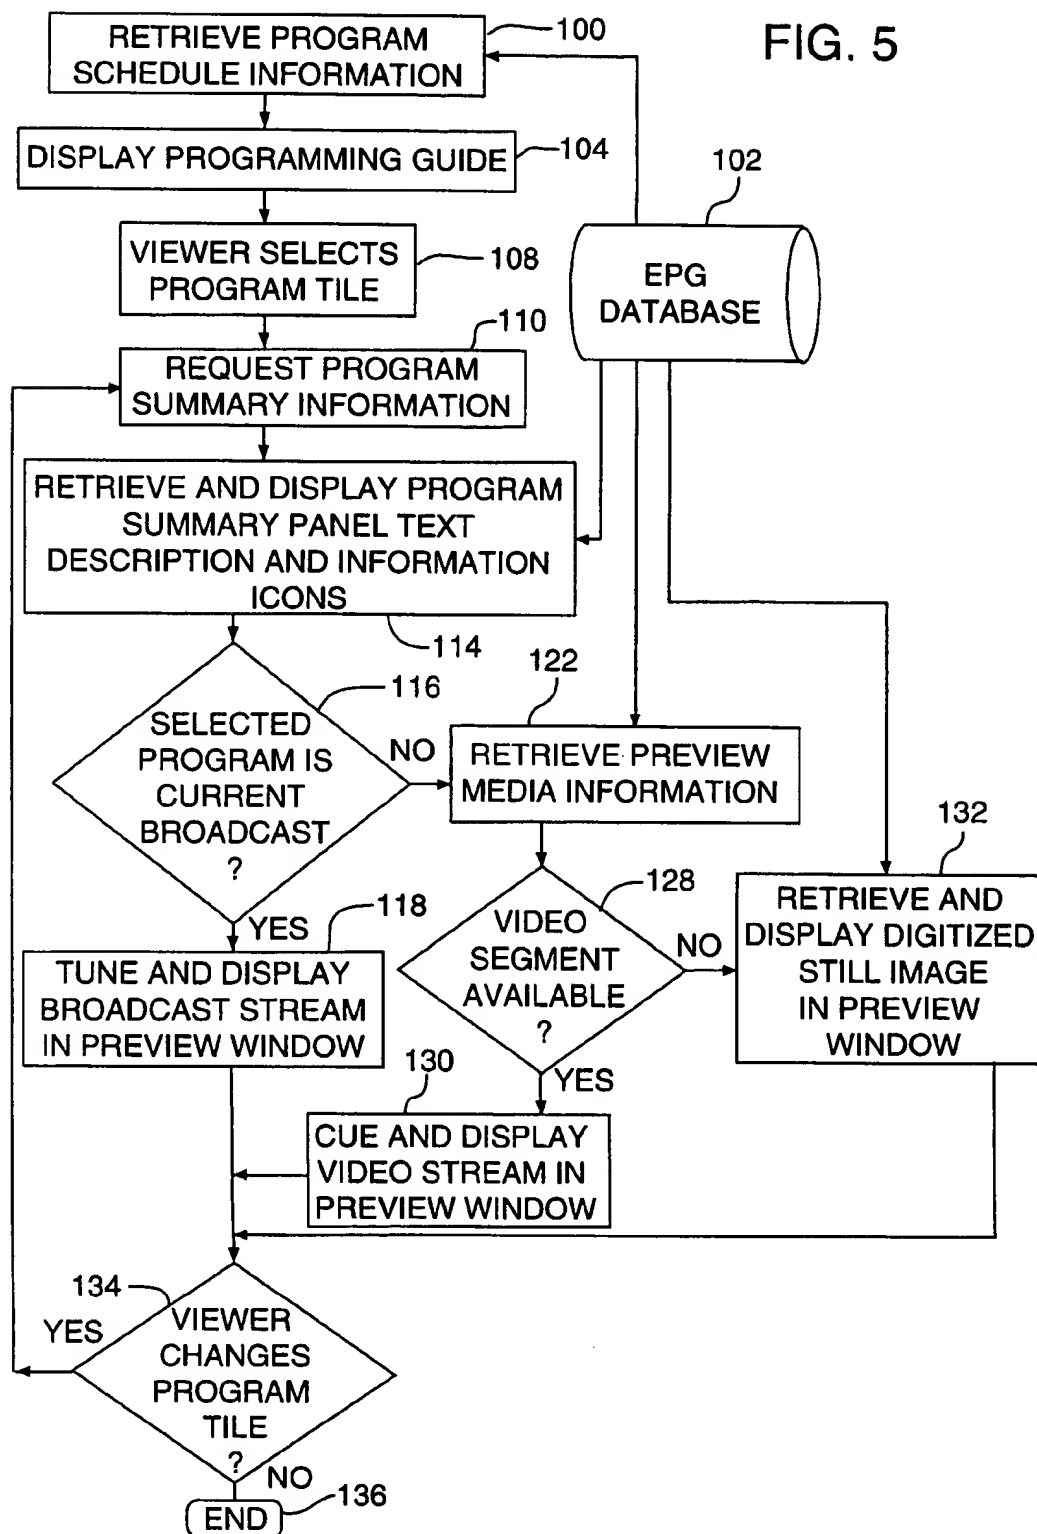 FIG. 5
RETRIEVE PROGRAM
SCHEDULE INFORMATION
100
DISPLAY PROGRAMMING GUIDE
104
102
EPG
DATABASE
VIEWER SELECTS
PROGRAM TILE
108
110
REQUEST PROGRAM
SUMMARY INFORMATION
RETRIEVE AND DISPLAY PROGRAM
SUMMARY PANEL TEXT
DESCRIPTION AND INFORMATION
ICONS
114
116
SELECTED
PROGRAM IS
CURRENT
BROADCAST
?
NO
YES
122
RETRIEVE PREVIEW
MEDIA INFORMATION
118
TUNE AND DISPLAY
BROADCAST STREAM
IN PREVIEW WINDOW
128
VIDEO
SEGMENT
AVAILABLE
?
NO
YES
132
RETRIEVE AND
DISPLAY DIGITIZED
STILL IMAGE
IN PREVIEW
WINDOW
130
CUE AND DISPLAY
VIDEO STREAM IN
PREVIEW WINDOW
134
YES
VIEWER
CHANGES
PROGRAM
TILE
?
NO
END
136